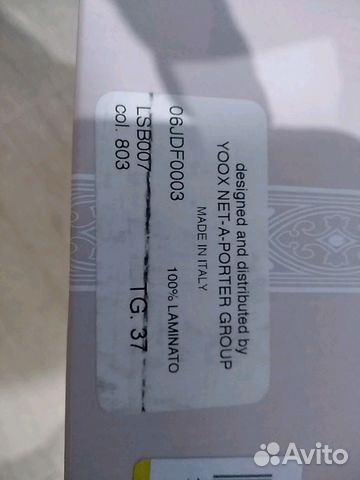 designed and distributed by
YOOX NET-A-PORTER GROUP
MADE IN ITALY
06JDF0003 100% LAMINATO
LSB007 TG. 37
col. 803
Avito